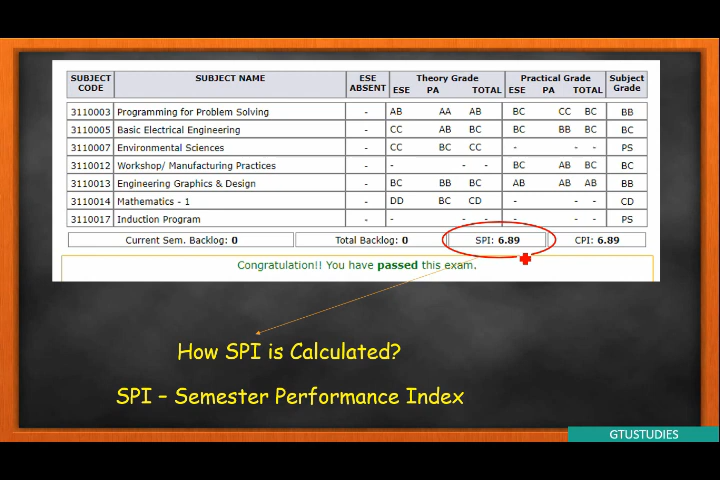 SUBJECT CODE SUBJECT NAME ESE ABSENT Theory Grade Practical Grade Subject Grade
ESE PA TOTAL ESE PA TOTAL
3110003 Programming for Problem Solving - AB AA AB BC CC BC BB
3110005 Basic Electrical Engineering - CC AB BC BC BB BC BC
3110007 Environmental Sciences - CC BC CC - - - PS
3110012 Workshop/ Manufacturing Practices - - - - BC AB BC BC
3110013 Engineering Graphics & Design - BC BB BC AB AB AB BB
3110014 Mathematics - 1 - DD BC CD - - - CD
3110017 Induction Program - - - - - - - PS
Current Sem. Backlog: 0 Total Backlog: 0 SPI: 6.89 CPI: 6.89
Congratulation!! You have passed this exam.
How SPI is Calculated?
SPI – Semester Performance Index
GTUSTUDIES